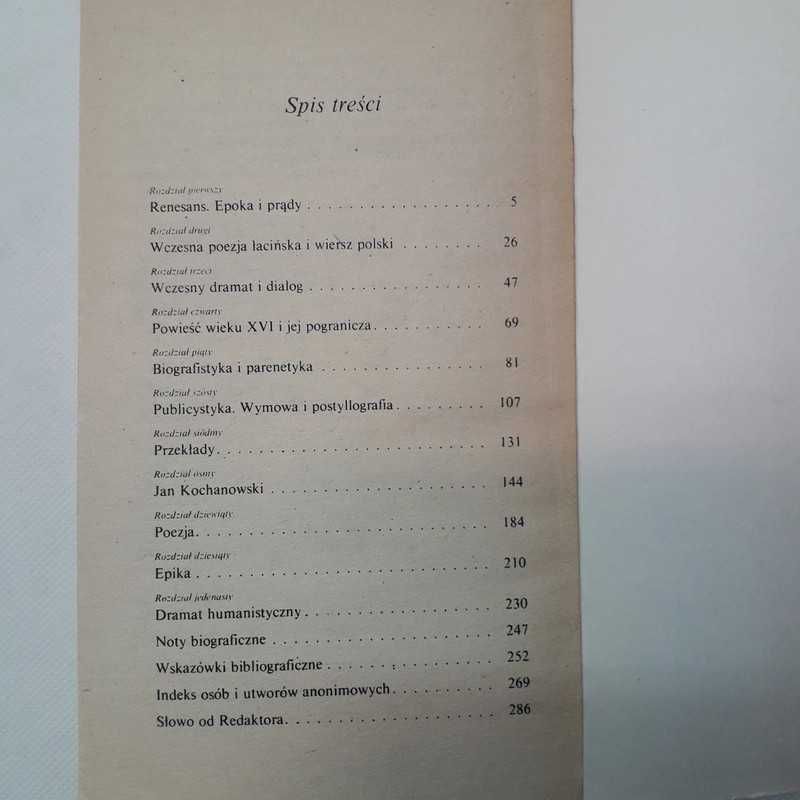 Spis treści
Rozdział pierwszy
Renesans. Epoka i prądy . . . . . . . . . . . . . . . . . . 5
Rozdział drugi
Wczesna poezja łacińska i wiersz polski . . . . . . . . 26
Rozdział trzeci
Wczesny dramat i dialog . . . . . . . . . . . . . . . . . 47
Rozdział czwarty
Powieść wieku XVI i jej pogranicza . . . . . . . . . . . 69
Rozdział piąty
Biografistyka i parenetyka . . . . . . . . . . . . . . . . 81
Rozdział szósty
Publicystyka. Wymowa i postyllografia . . . . . . . . . 107
Rozdział siódmy
Przekłady . . . . . . . . . . . . . . . . . . . . . . . . . 131
Rozdział ósmy
Jan Kochanowski . . . . . . . . . . . . . . . . . . . . . 144
Rozdział dziewiąty
Poezja . . . . . . . . . . . . . . . . . . . . . . . . . . . 184
Rozdział dziesiąty
Epika . . . . . . . . . . . . . . . . . . . . . . . . . . . 210
Rozdział jedenasty
Dramat humanistyczny . . . . . . . . . . . . . . . . . . 230
Noty biograficzne . . . . . . . . . . . . . . . . . . . . . 247
Wskazówki bibliograficzne . . . . . . . . . . . . . . . . 252
Indeks osób i utworów anonimowych . . . . . . . . . . 269
Słowo od Redaktora . . . . . . . . . . . . . . . . . . . . 286